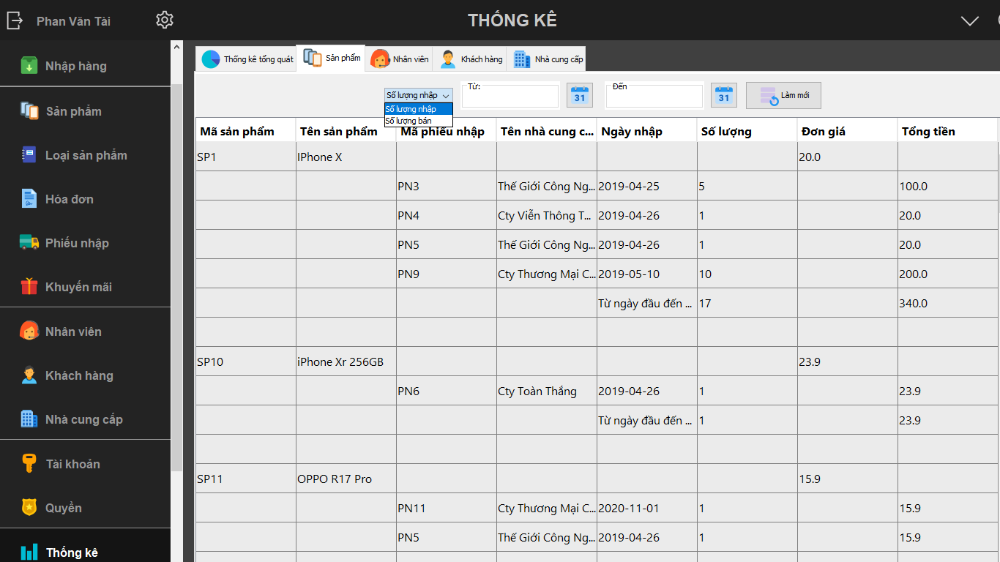 Phan Văn Tài
THỐNG KÊ
Nhập hàng
Sản phẩm
Loại sản phẩm
Hóa đơn
Phiếu nhập
Khuyến mãi
Nhân viên
Khách hàng
Nhà cung cấp
Tài khoản
Quyền
Thống kê
Thống kê tổng quát Sản phẩm Nhân viên Khách hàng Nhà cung cấp
Số lượng nhập Từ: 31 Đến 31 Làm mới
Số lượng nhập
Số lượng bán
Mã sản phẩm Tên sản phẩm Mã phiếu nhập Tên nhà cung c... Ngày nhập Số lượng Đơn giá Tổng tiền
SP1 IPhone X 20.0
PN3 Thế Giới Công Ng... 2019-04-25 5 100.0
PN4 Cty Viễn Thông T... 2019-04-26 1 20.0
PN5 Thế Giới Công Ng... 2019-04-26 1 20.0
PN9 Cty Thương Mại C... 2019-05-10 10 200.0
Từ ngày đầu đến ... 17 340.0
SP10 iPhone Xr 256GB 23.9
PN6 Cty Toàn Thắng 2019-04-26 1 23.9
Từ ngày đầu đến ... 1 23.9
SP11 OPPO R17 Pro 15.9
PN11 Cty Thương Mại C... 2020-11-01 1 15.9
PN5 Thế Giới Công Ng... 2019-04-26 1 15.9